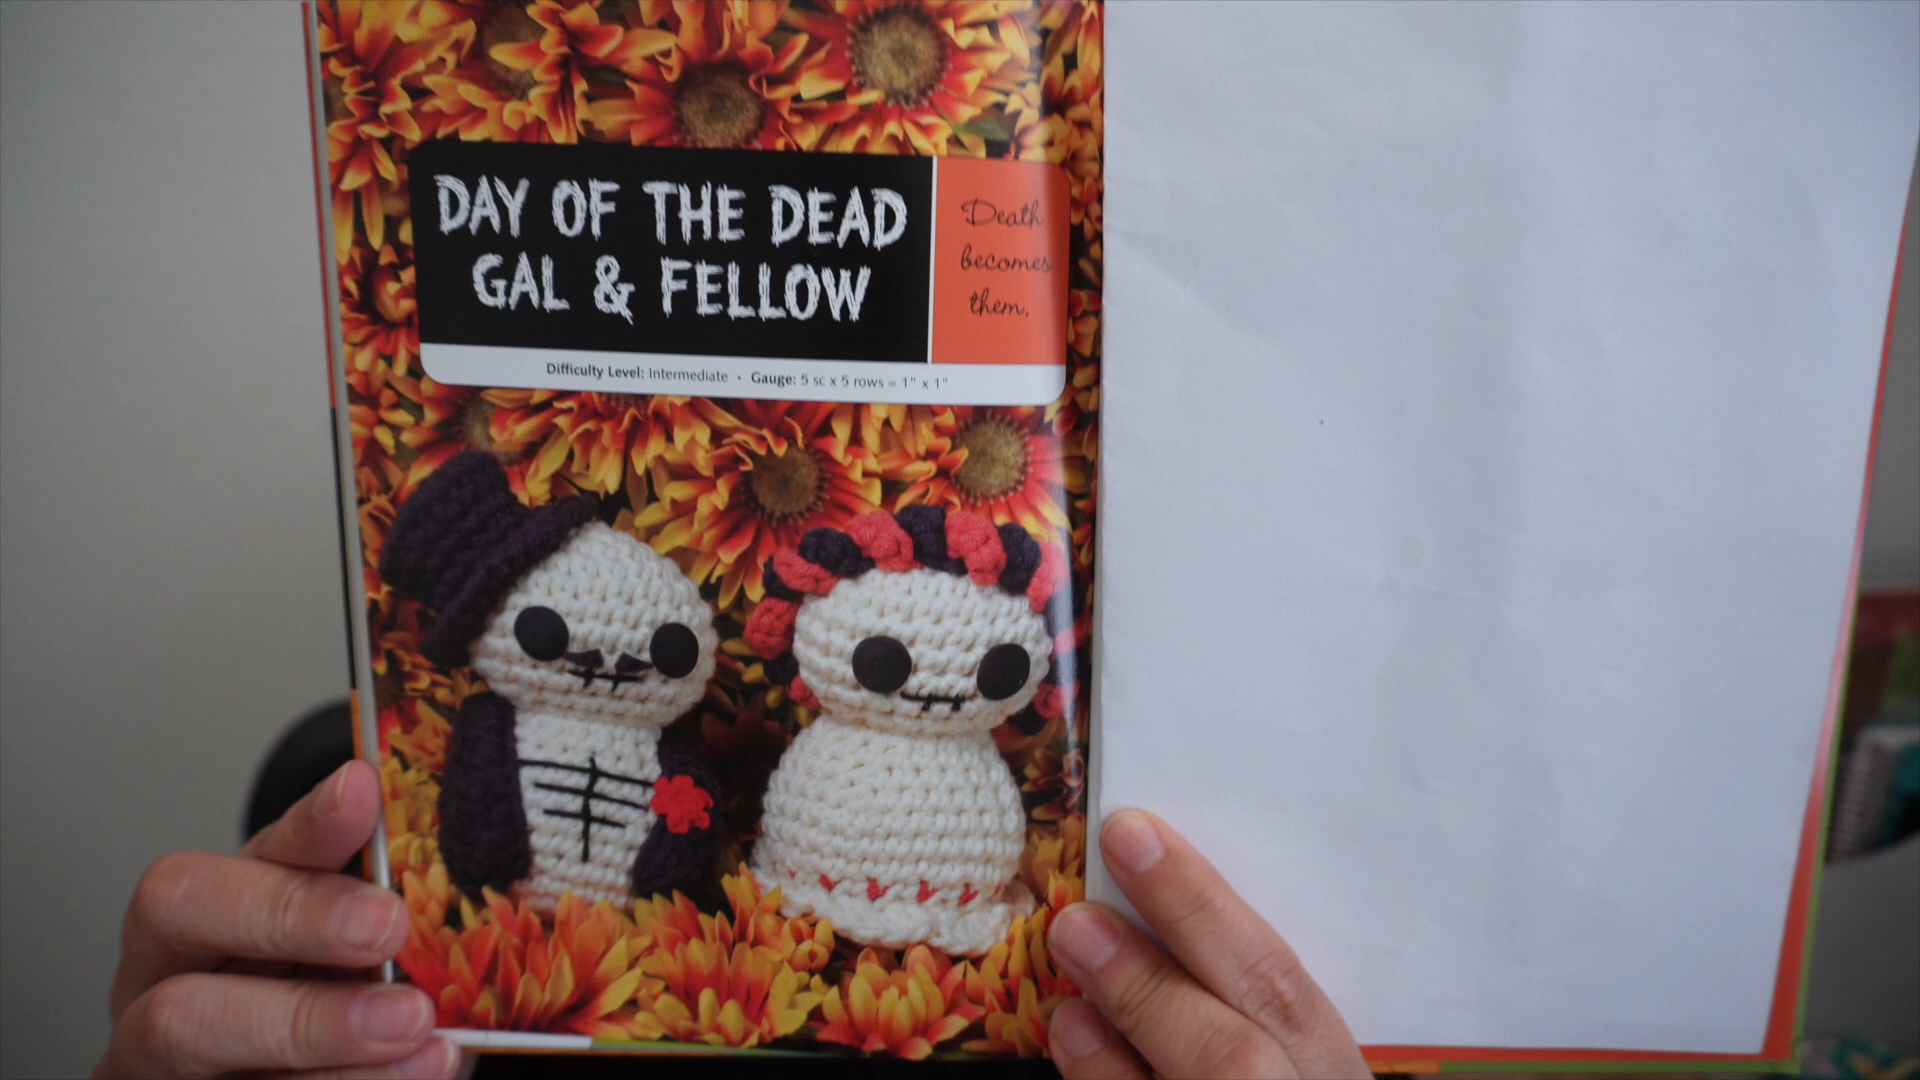 DAY OF THE DEAD
GAL & FELLOW
Death
becomes
them.
Difficulty Level: Intermediate • Gauge: 5 sc x 5 rows = 1" x 1"